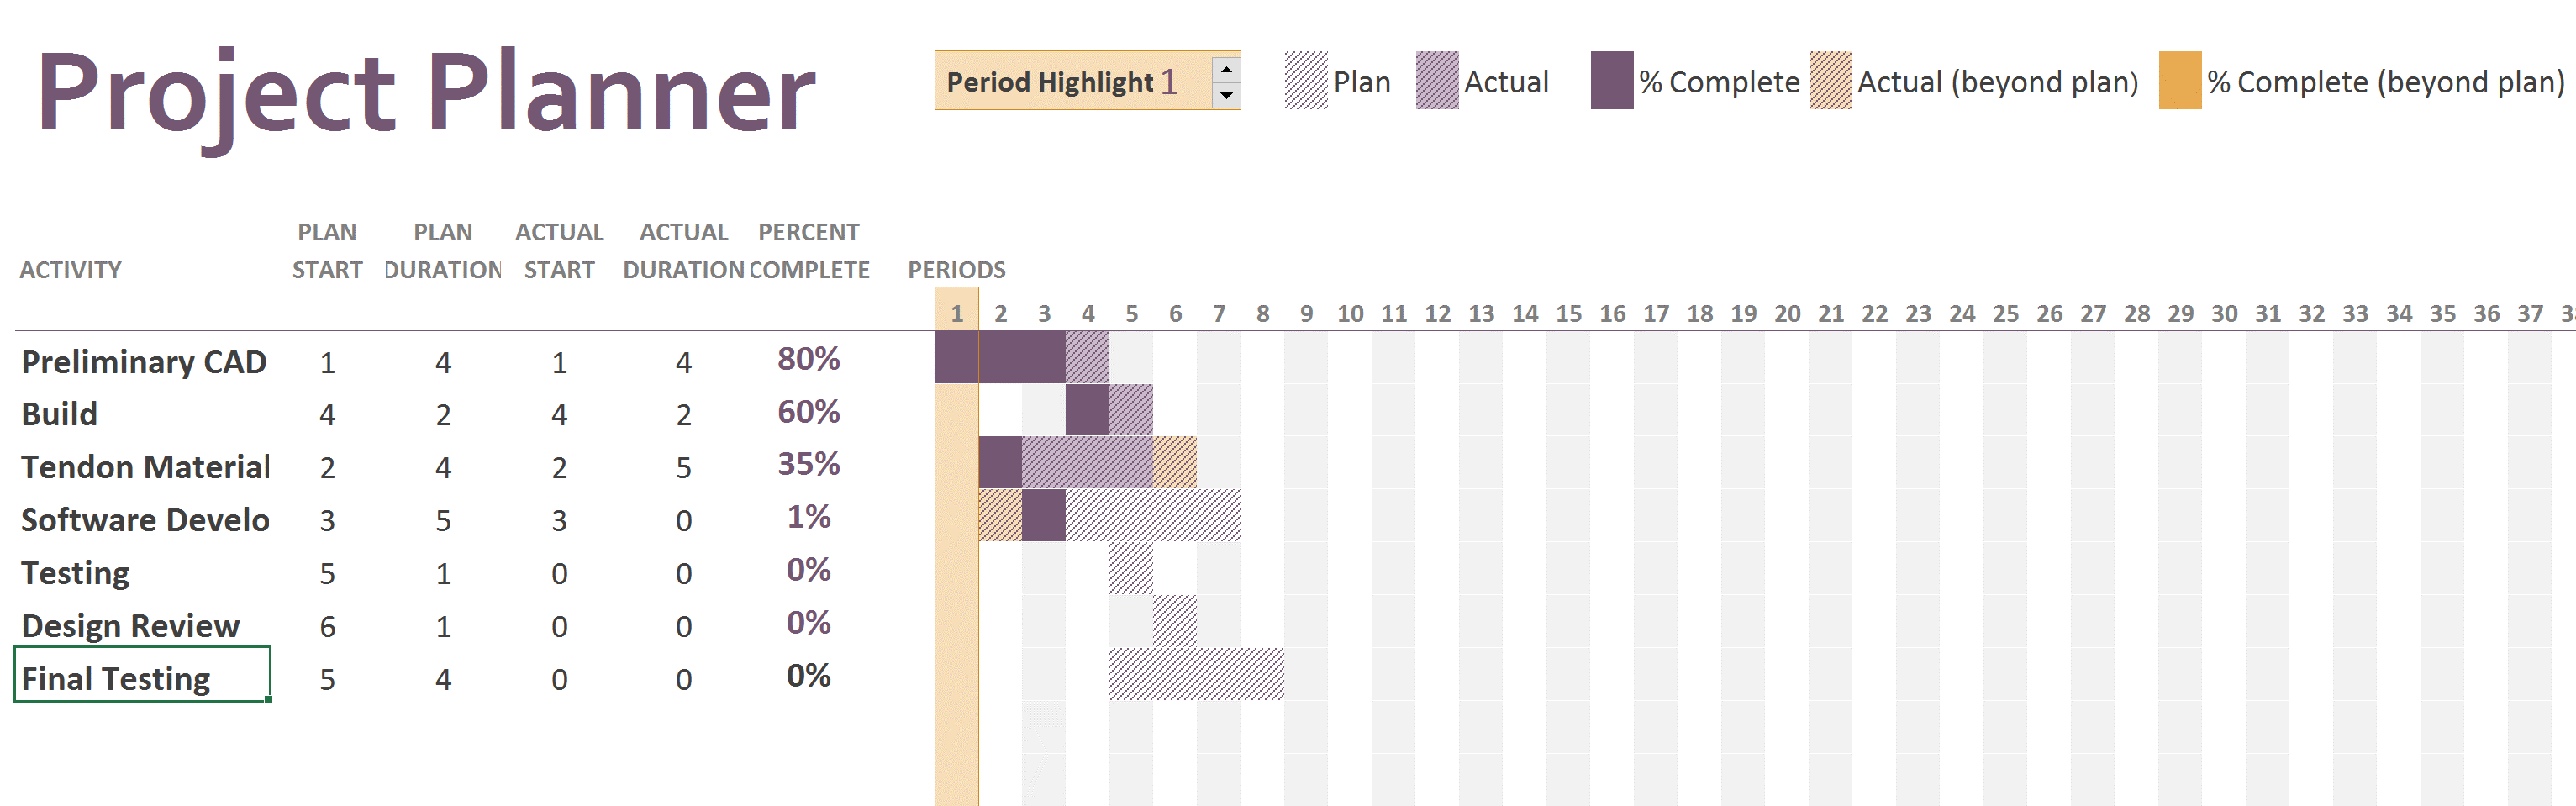 Project Planner
Period Highlight 1
Plan
Actual
% Complete
Actual (beyond plan)
% Complete (beyond plan)
ACTIVITY
PLAN START
PLAN DURATION
ACTUAL START
ACTUAL DURATION
PERCENT COMPLETE
PERIODS
1 2 3 4 5 6 7 8 9 10 11 12 13 14 15 16 17 18 19 20 21 22 23 24 25 26 27 28 29 30 31 32 33 34 35 36 37
Preliminary CAD 1 4 1 4 80%
Build 4 2 4 2 60%
Tendon Material 2 4 2 5 35%
Software Develo 3 5 3 0 1%
Testing 5 1 0 0 0%
Design Review 6 1 0 0 0%
Final Testing 5 4 0 0 0%